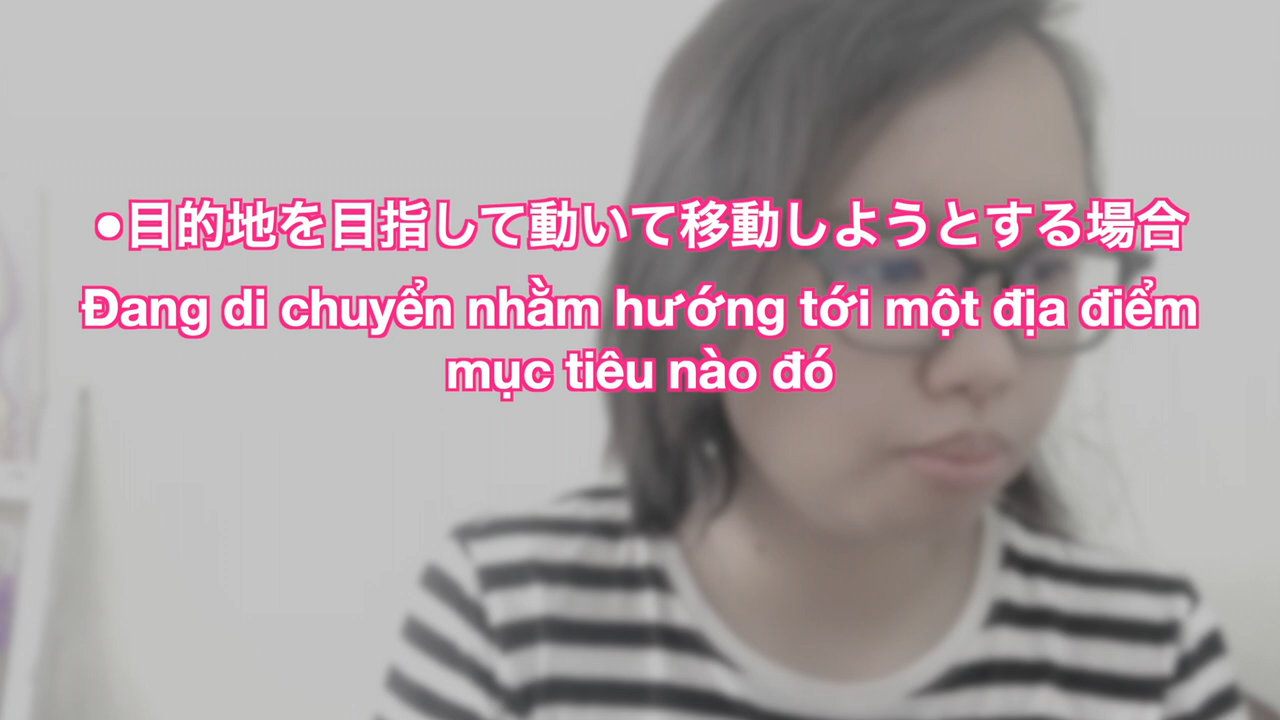 ●目的地を目指して動いて移動しようとする場合
Đang di chuyển nhằm hướng tới một địa điểm
mục tiêu nào đó